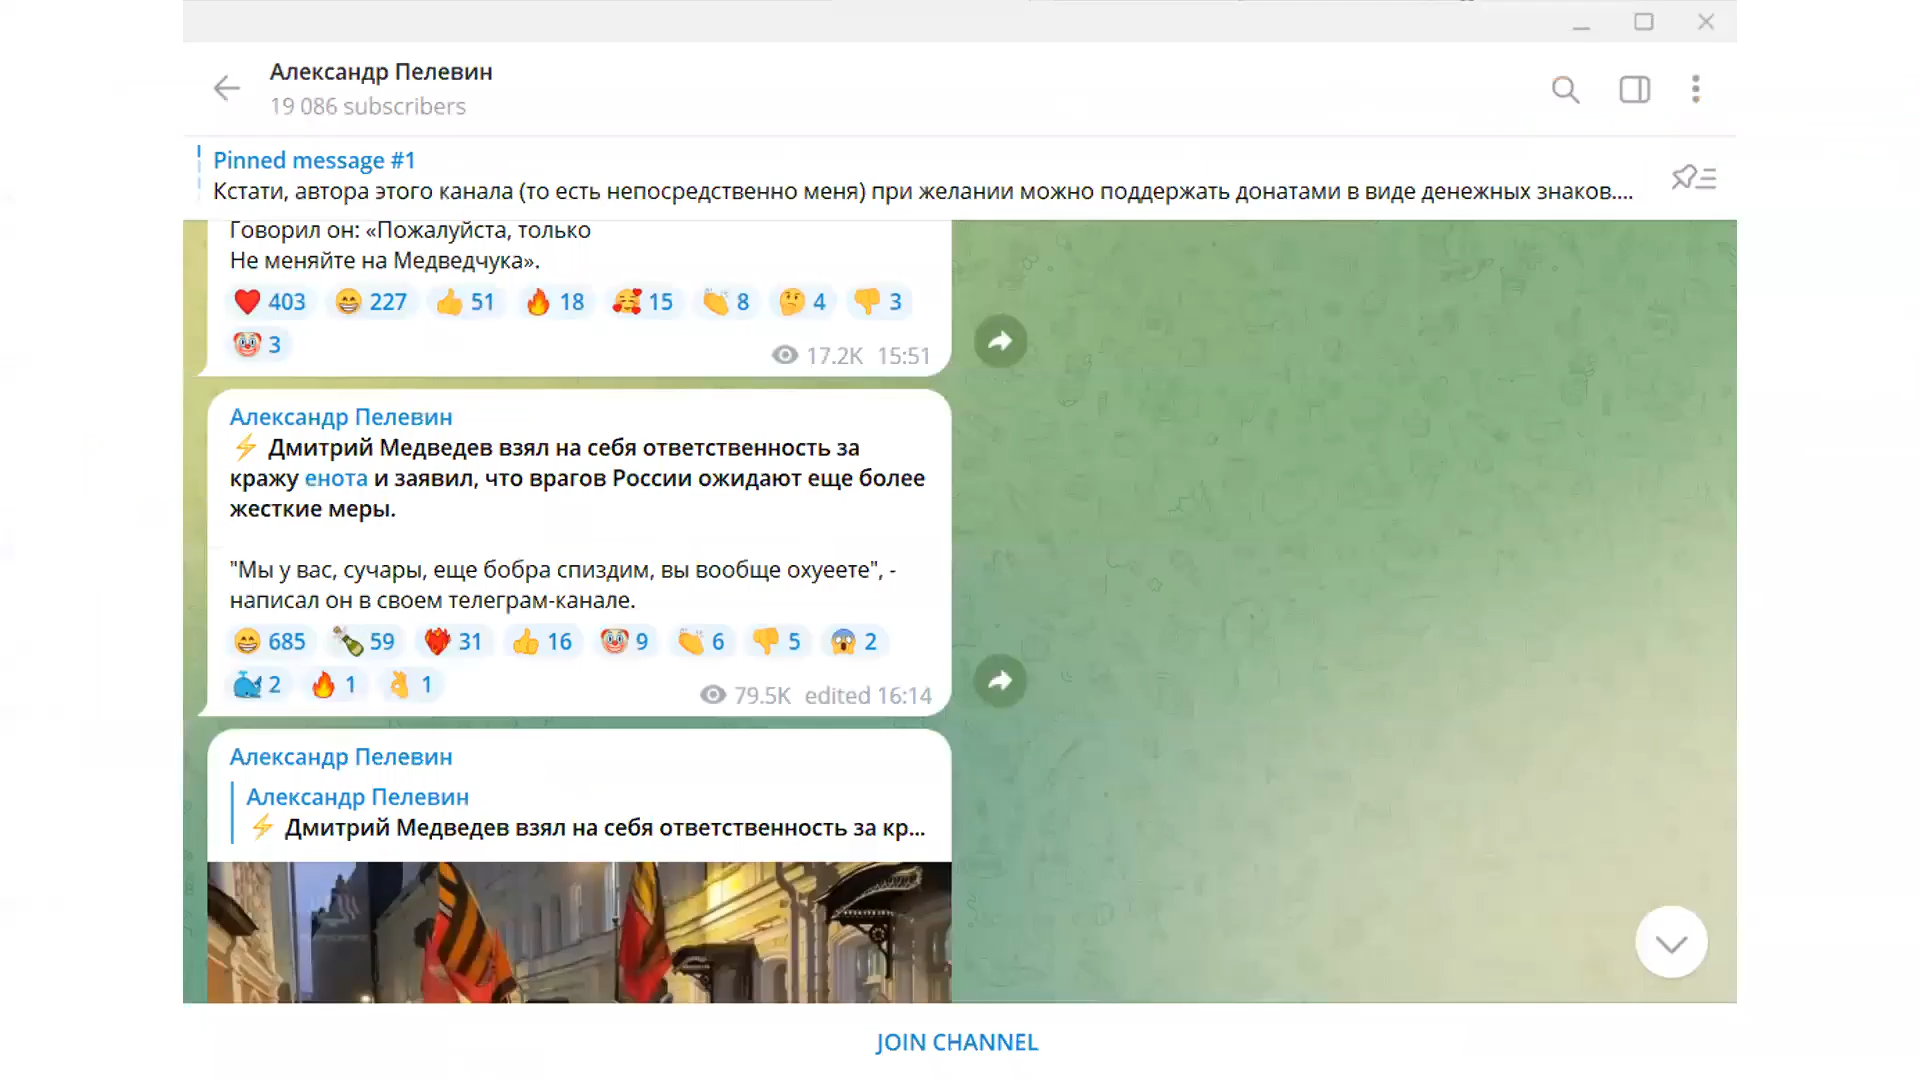 Александр Пелевин
19 086 subscribers
Pinned message #1
Кстати, автора этого канала (то есть непосредственно меня) при желании можно поддержать донатами в виде денежных знаков....
Говорил он: «Пожалуйста, только
Не меняйте на Медведчука».
❤️ 403 😁 227 👍 51 🔥 18 🥰 15 👏 8 🤔 4 👎 3
🤡 3
17.2K 15:51
Александр Пелевин
⚡ Дмитрий Медведев взял на себя ответственность за
кражу енота и заявил, что врагов России ожидают еще более
жесткие меры.
"Мы у вас, сучары, еще бобра спиздим, вы вообще охуеете", -
написал он в своем телеграм-канале.
😁 685 🍾 59 ❤️‍🔥 31 👍 16 🤡 9 👏 6 👎 5 😱 2
🐳 2 🔥 1 👌 1
79.5K edited 16:14
Александр Пелевин
Александр Пелевин
⚡ Дмитрий Медведев взял на себя ответственность за кр...
JOIN CHANNEL